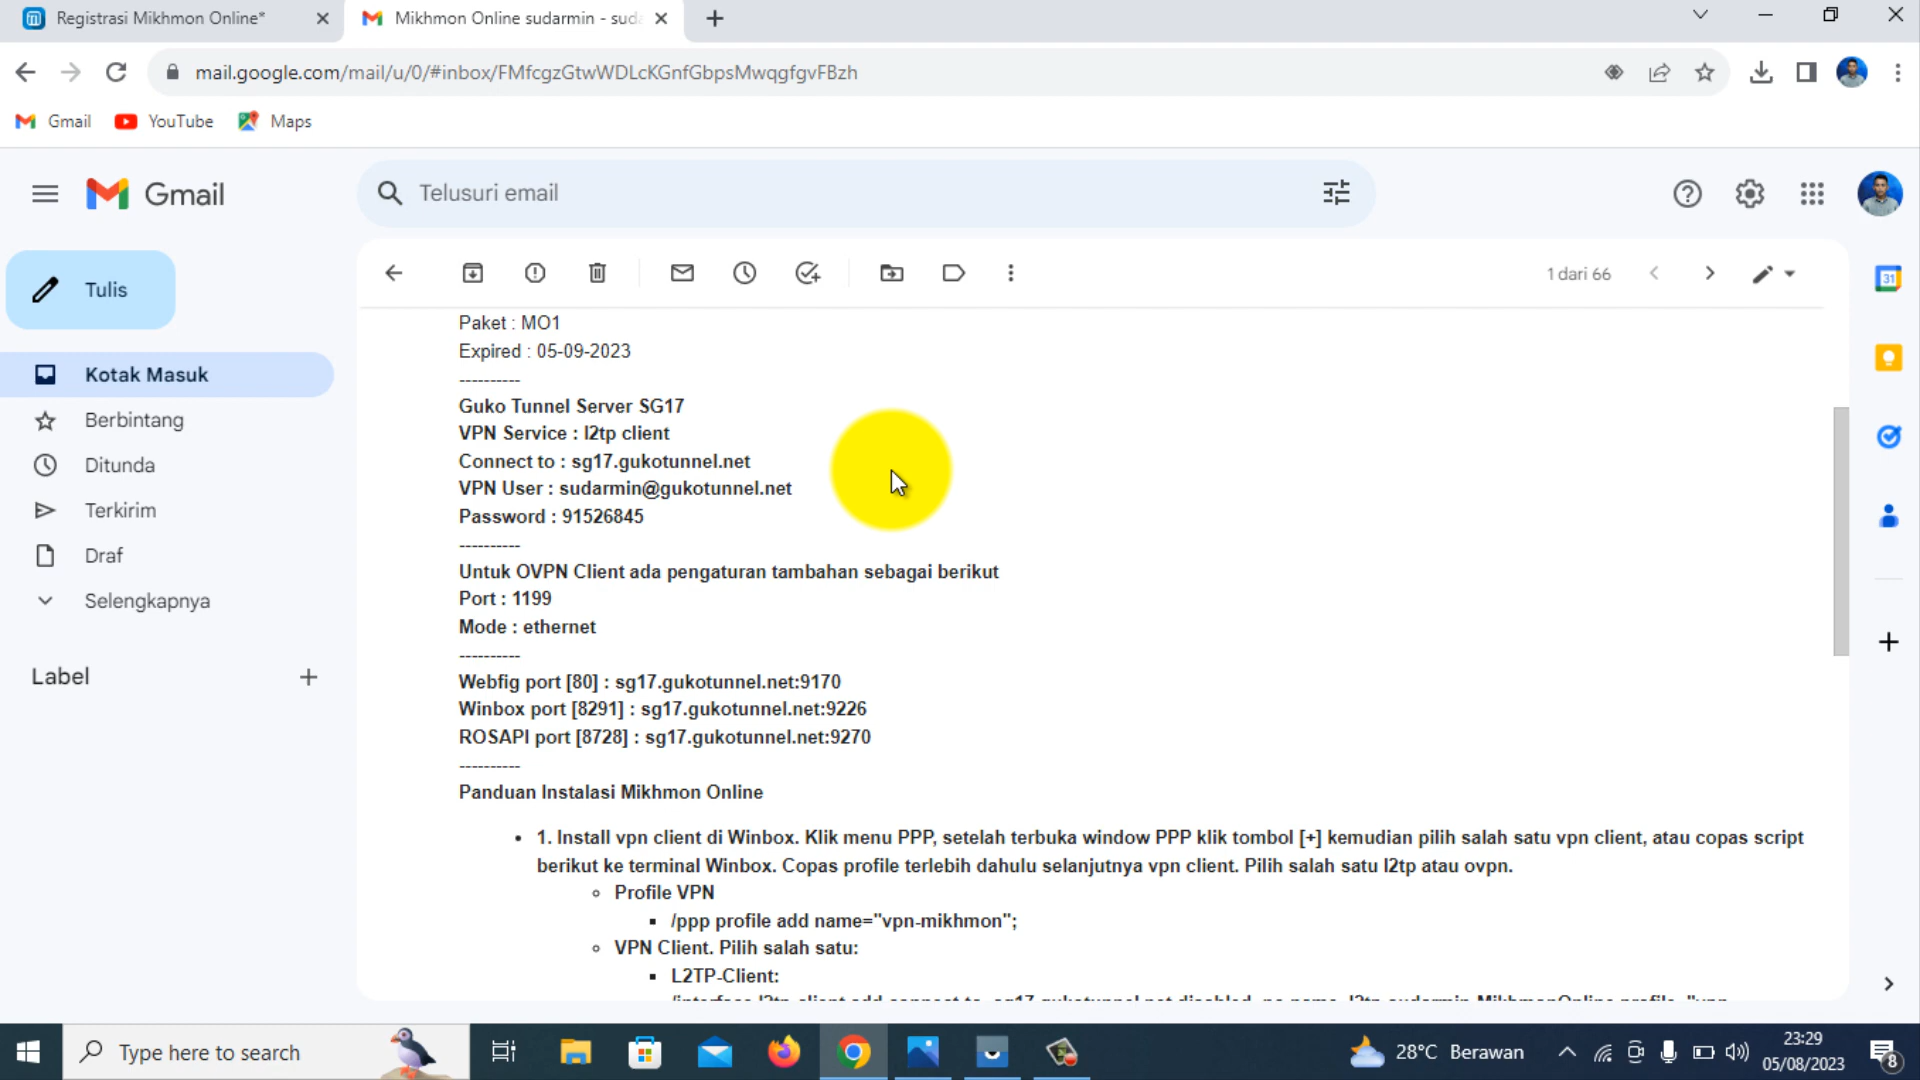 Registrasi Mikhmon Online*
Mikhmon Online sudarmin - sud
mail.google.com/mail/u/0/#inbox/FMfcgzGtwWDLcKGnfGbpsMwqgfgvFBzh
Gmail
YouTube
Maps
Gmail
Telusuri email
Tulis
1 dari 66
Kotak Masuk
Berbintang
Ditunda
Terkirim
Draf
Selengkapnya
Label
Paket : MO1
Expired : 05-09-2023
----------
Guko Tunnel Server SG17
VPN Service : l2tp client
Connect to : sg17.gukotunnel.net
VPN User : sudarmin@gukotunnel.net
Password : 91526845
----------
Untuk OVPN Client ada pengaturan tambahan sebagai berikut
Port : 1199
Mode : ethernet
----------
Webfig port [80] : sg17.gukotunnel.net:9170
Winbox port [8291] : sg17.gukotunnel.net:9226
ROSAPI port [8728] : sg17.gukotunnel.net:9270
----------
Panduan Instalasi Mikhmon Online
• 1. Install vpn client di Winbox. Klik menu PPP, setelah terbuka window PPP klik tombol [+] kemudian pilih salah satu vpn client, atau copas script
berikut ke terminal Winbox. Copas profile terlebih dahulu selanjutnya vpn client. Pilih salah satu l2tp atau ovpn.
Profile VPN
/ppp profile add name="vpn-mikhmon";
VPN Client. Pilih salah satu:
L2TP-Client:
31
Type here to search
28°C Berawan
23:29
05/08/2023
8